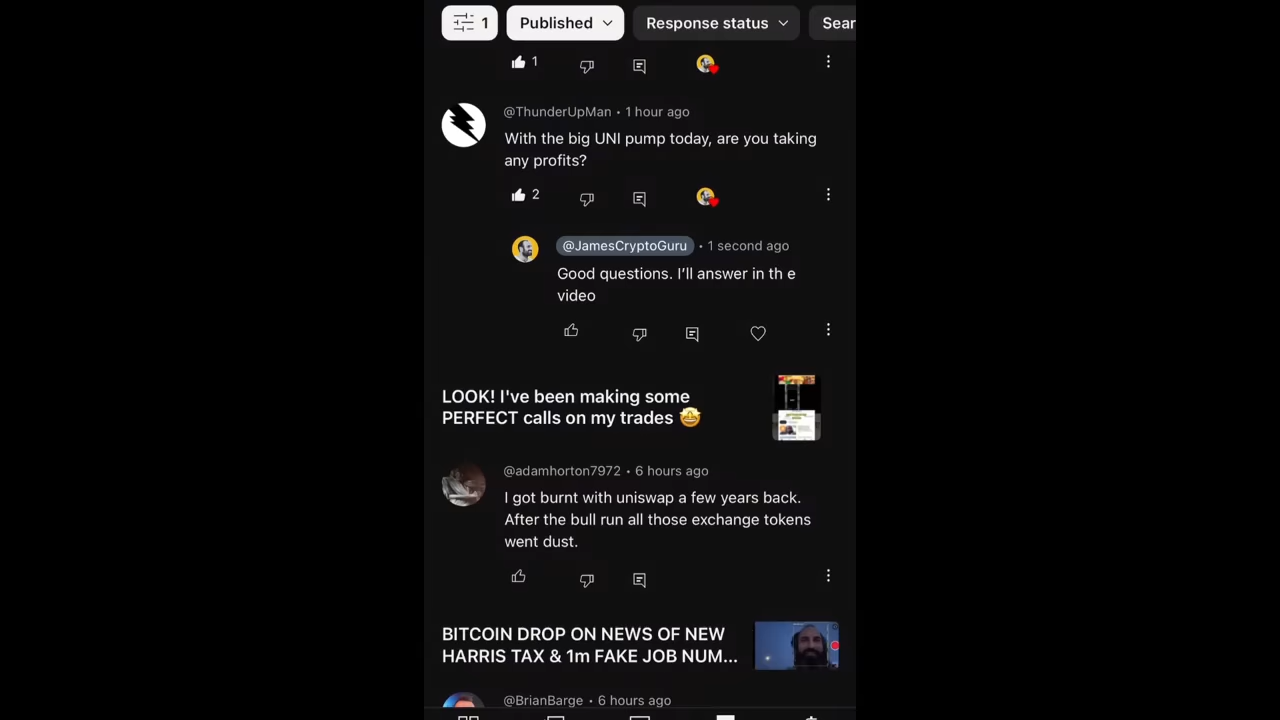 1
Published
Response status
Sear
1
@ThunderUpMan • 1 hour ago
With the big UNI pump today, are you taking
any profits?
2
@JamesCryptoGuru • 1 second ago
Good questions. I’ll answer in th e
video
LOOK! I've been making some
PERFECT calls on my trades 🤩
@adamhorton7972 • 6 hours ago
I got burnt with uniswap a few years back.
After the bull run all those exchange tokens
went dust.
BITCOIN DROP ON NEWS OF NEW
HARRIS TAX & 1m FAKE JOB NUM...
@BrianBarge • 6 hours ago